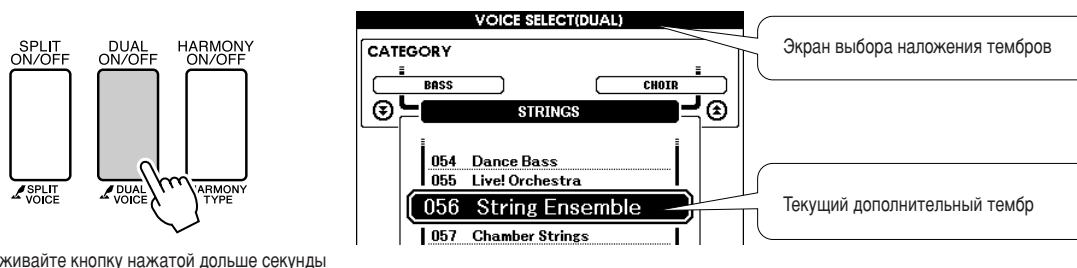 SPLIT ON/OFF
DUAL ON/OFF
HARMONY ON/OFF
SPLIT VOICE
DUAL VOICE
TYPE
кнопку нажатой дольше секунды
VOICE SELECT(DUAL)
CATEGORY
BASS
CHOIR
STRINGS
054 Dance Bass
055 Live! Orchestra
056 String Ensemble
057 Chamber Strings
Экран выбора наложения тембров
Текущий дополнительный тембр